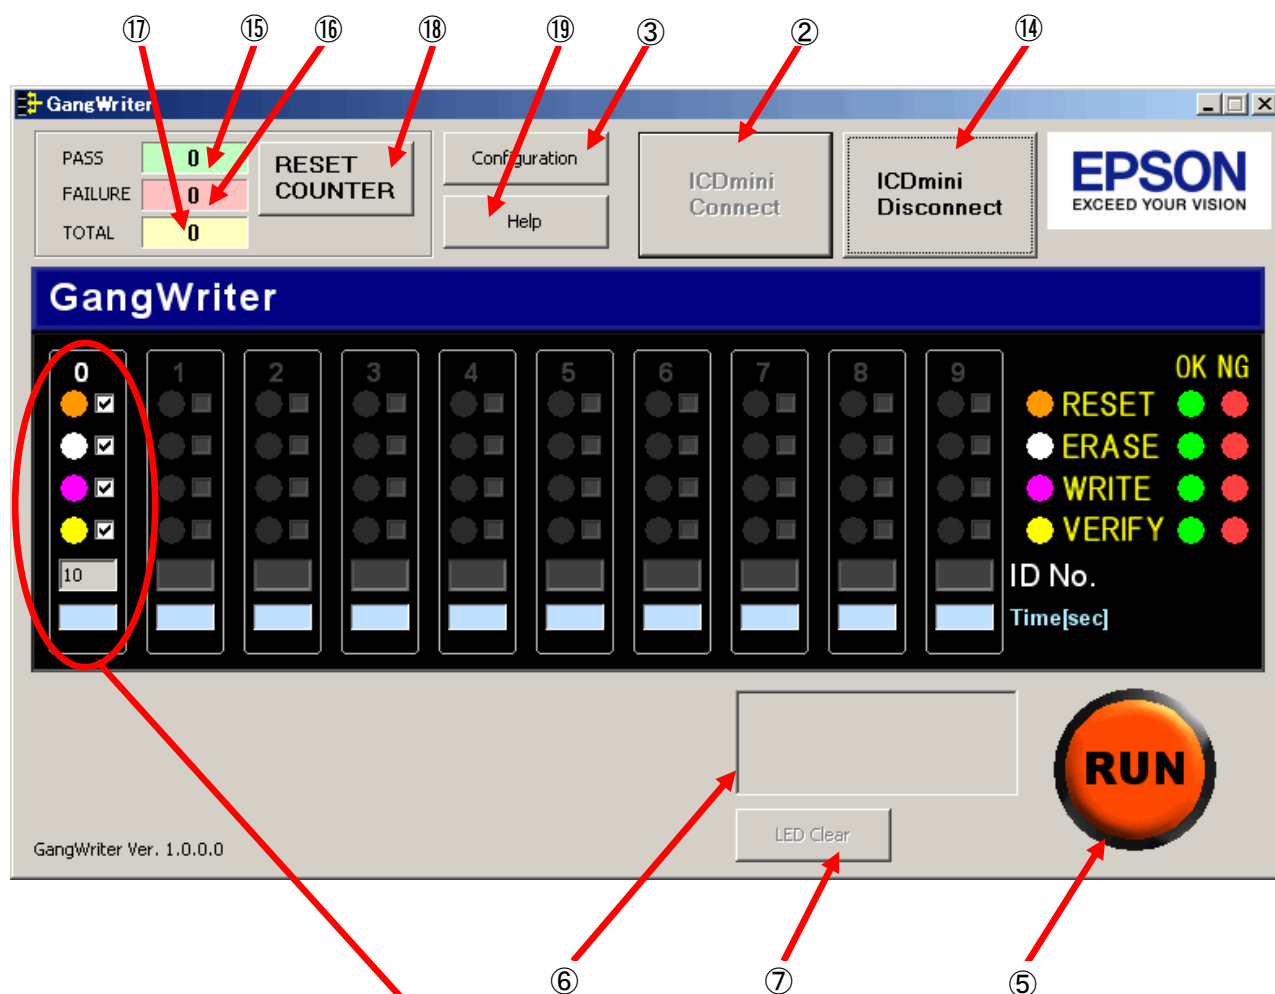 ⑰ ⑮ ⑯ ⑱ ⑲ ③ ② ⑭
GangWriter
PASS 0
FAILURE 0
TOTAL 0
RESET
COUNTER
Configuration
Help
ICDmini
Connect
ICDmini
Disconnect
EPSON
EXCEED YOUR VISION
GangWriter
0 1 2 3 4 5 6 7 8 9
OK NG
RESET
ERASE
WRITE
VERIFY
10
ID No.
Time[sec]
RUN
LED Clear
GangWriter Ver. 1.0.0.0
⑥ ⑦ ⑤